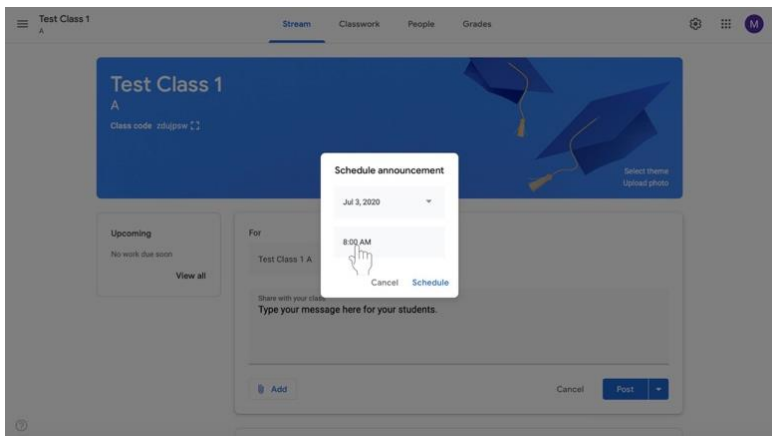 Test Class 1
A
Stream Classwork People Grades
M
Test Class 1
A
Class code zdujpsw
Select theme
Upload photo
Schedule announcement
Jul 3, 2020
8:00 AM
Cancel Schedule
Upcoming
No work due soon
View all
For
Test Class 1 A
Share with your class
Type your message here for your students.
Add
Cancel Post